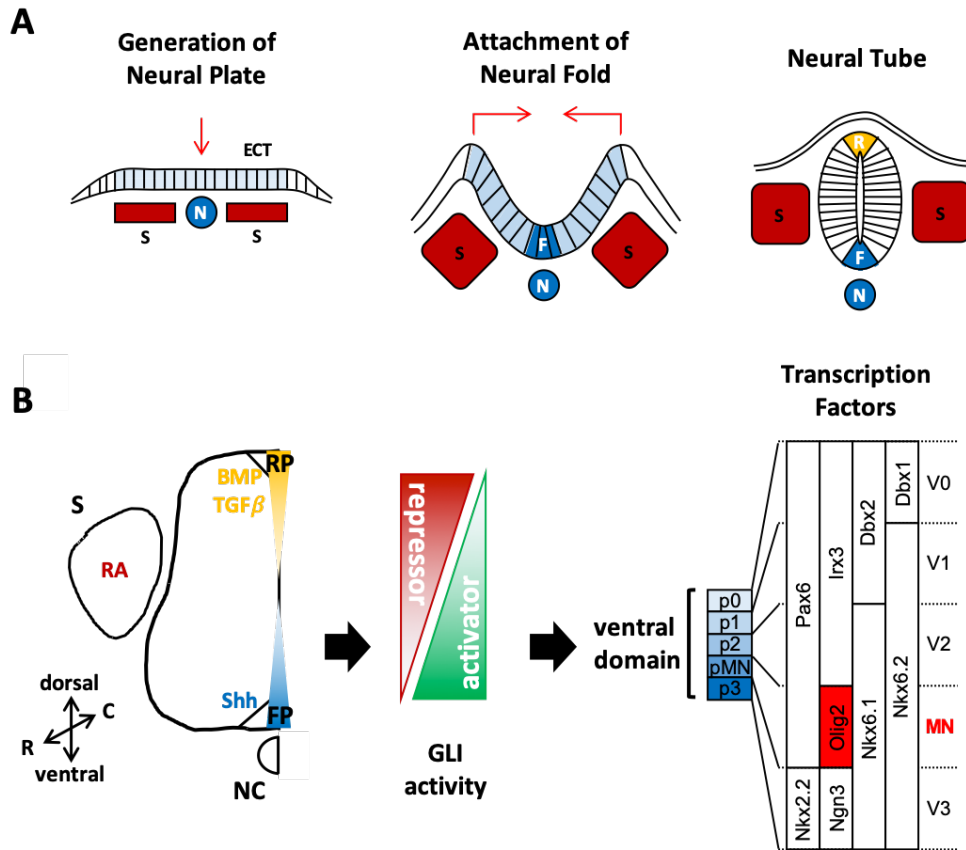 A
Generation of
Neural Plate
ECT
N
S
S
Attachment of
Neural Fold
F
S
S
N
Neural Tube
R
S
S
F
N
B
S
RA
RP
BMP
TGFβ
Shh
FP
NC
dorsal
C
R
ventral
repressor
activator
GLI
activity
ventral
domain
p0
p1
p2
pMN
p3
Transcription
Factors
Pax6
Nkx2.2
Irx3
Olig2
Ngn3
Dbx2
Nkx6.1
Dbx1
Nkx6.2
V0
V1
V2
MN
V3